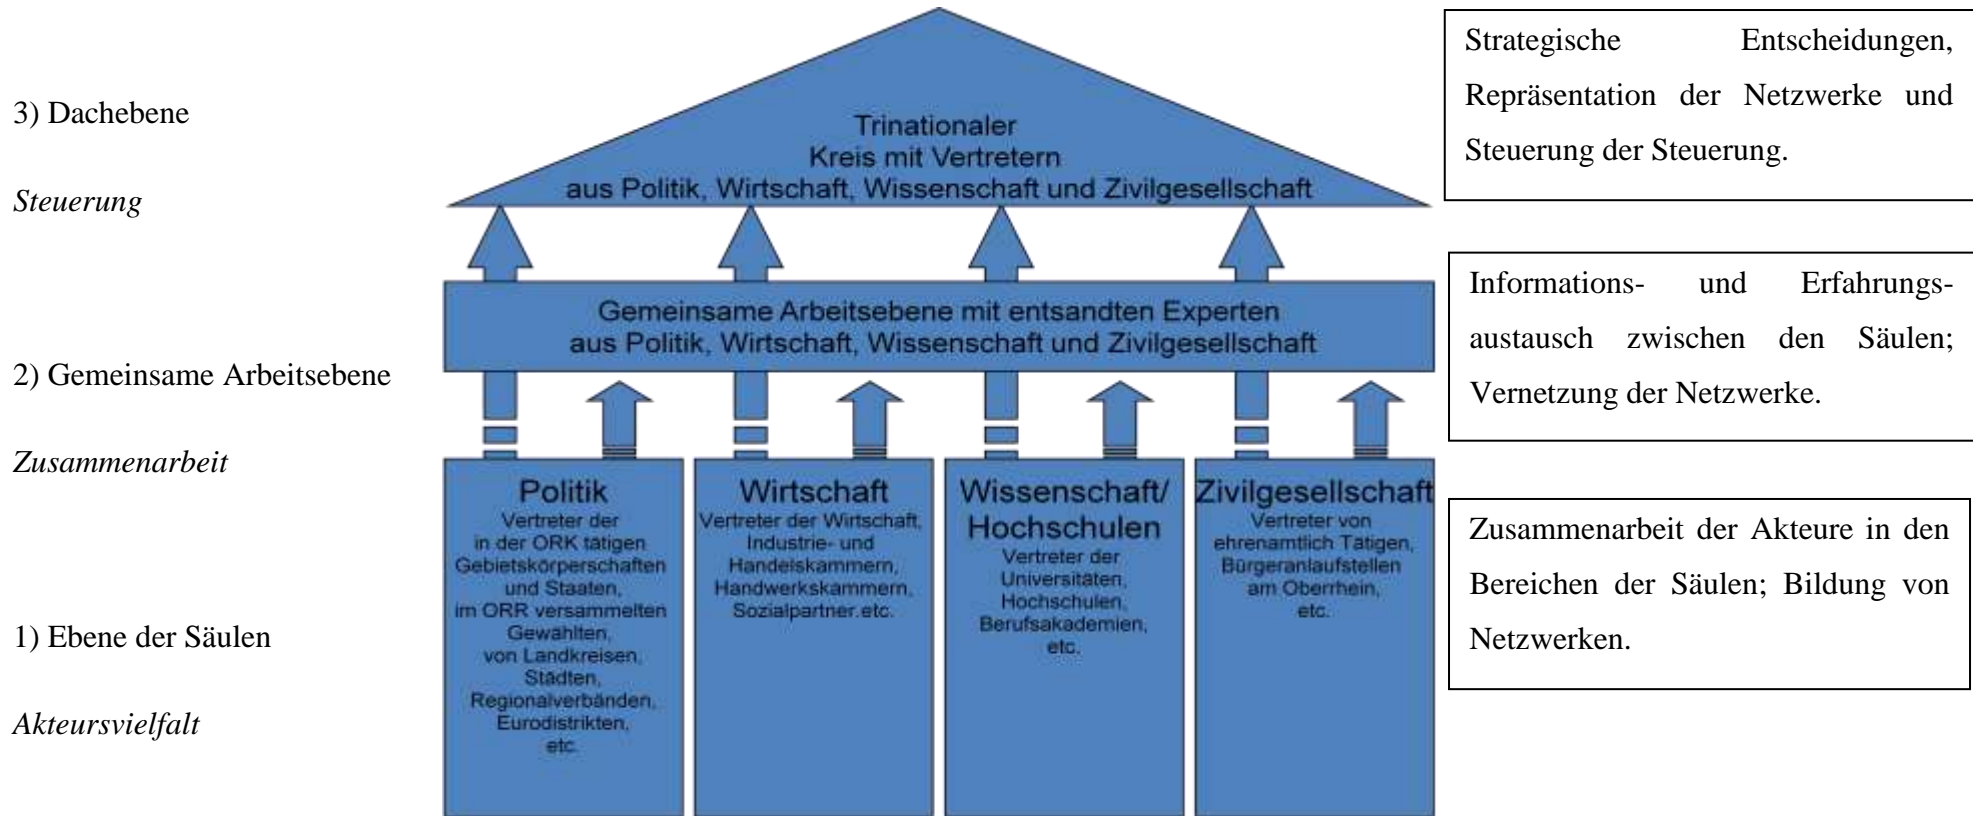 3) Dachebene
Steuerung
2) Gemeinsame Arbeitsebene
Zusammenarbeit
1) Ebene der Säulen
Akteursvielfalt
Trinationaler
Kreis mit Vertretern
aus Politik, Wirtschaft, Wissenschaft und Zivilgesellschaft
Gemeinsame Arbeitsebene mit entsandten Experten
aus Politik, Wirtschaft, Wissenschaft und Zivilgesellschaft
Politik
Vertreter der
in der ORK tätigen
Gebietskörperschaften
und Staaten,
im ORR versammelten
Gewählten,
von Landkreisen,
Städten,
Regionalverbänden,
Eurodistrikten,
etc.
Wirtschaft
Vertreter der Wirtschaft,
Industrie- und
Handelskammern,
Handwerkskammern,
Sozialpartner.etc.
Wissenschaft/
Hochschulen
Vertreter der
Universitäten,
Hochschulen,
Berufsakademien,
etc.
Zivilgesellschaft
Vertreter von
ehrenamtlich Tätigen,
Bürgeranlaufstellen
am Oberrhein,
etc.
Strategische Entscheidungen,
Repräsentation der Netzwerke und
Steuerung der Steuerung.
Informations- und Erfahrungs-
austausch zwischen den Säulen;
Vernetzung der Netzwerke.
Zusammenarbeit der Akteure in den
Bereichen der Säulen; Bildung von
Netzwerken.